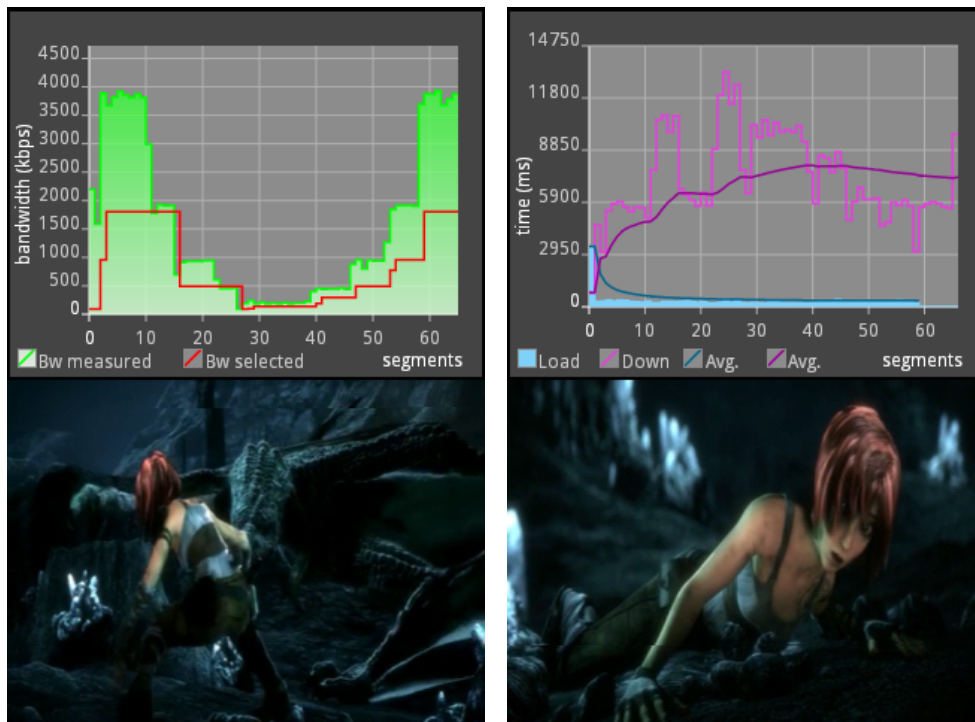 4500
4000
3500
3000
2500
2000
1500
1000
500
0
bandwidth (kbps)
0 10 20 30 40 50 60
Bw measured Bw selected segments
14750
11800
8850
5900
2950
0
time (ms)
0 10 20 30 40 50 60
Load Down Avg. Avg. segments